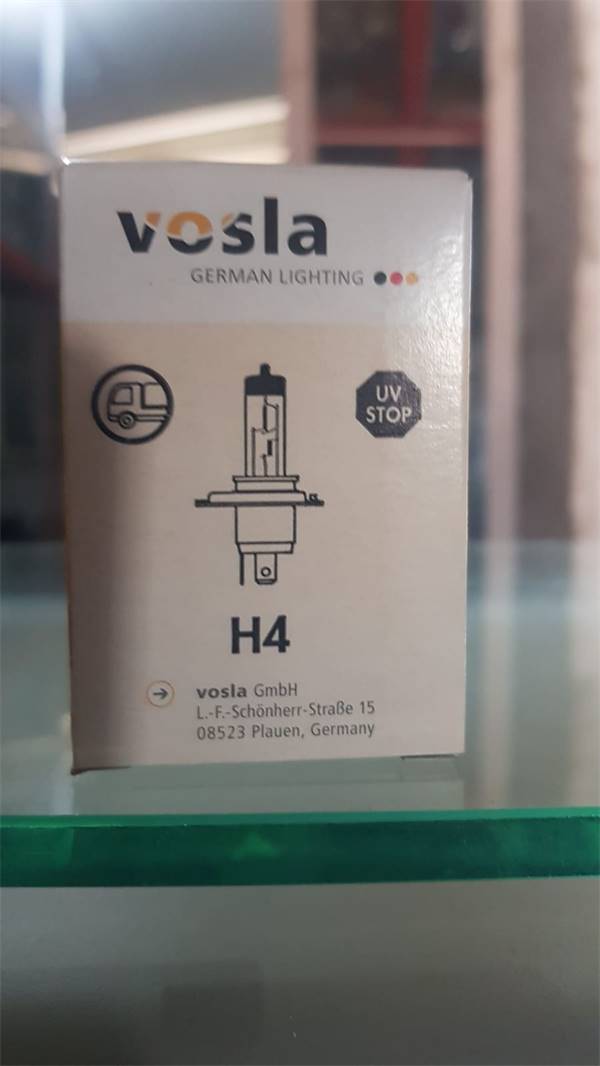 vosla
GERMAN LIGHTING
UV
STOP
H4
vosla GmbH
L.-F.-Schönherr-Straße 15
08523 Plauen, Germany